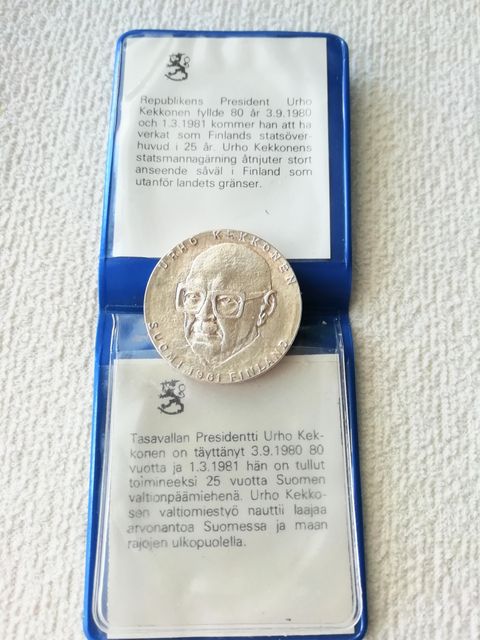 Republikens President Urho
Kekkonen fyllde 80 år 3.9.1980
och 1.3.1981 kommer han att ha
verkat som Finlands statsöver-
huvud i 25 år. Urho Kekkonens
statsmannagärning åtnjuter stort
anseende såväl i Finland som
utanför landets gränser.
URHO KEKKONEN
SUOMI 1981 FINLAND
Tasavallan Presidentti Urho Kek-
konen on täyttänyt 3.9.1980 80
vuotta ja 1.3.1981 hän on tullut
toimineeksi 25 vuotta Suomen
valtionpäämiehenä. Urho Kekko-
sen valtiomiestyö nauttii laajaa
arvonantoa Suomessa ja maan
rajojen ulkopuolella.